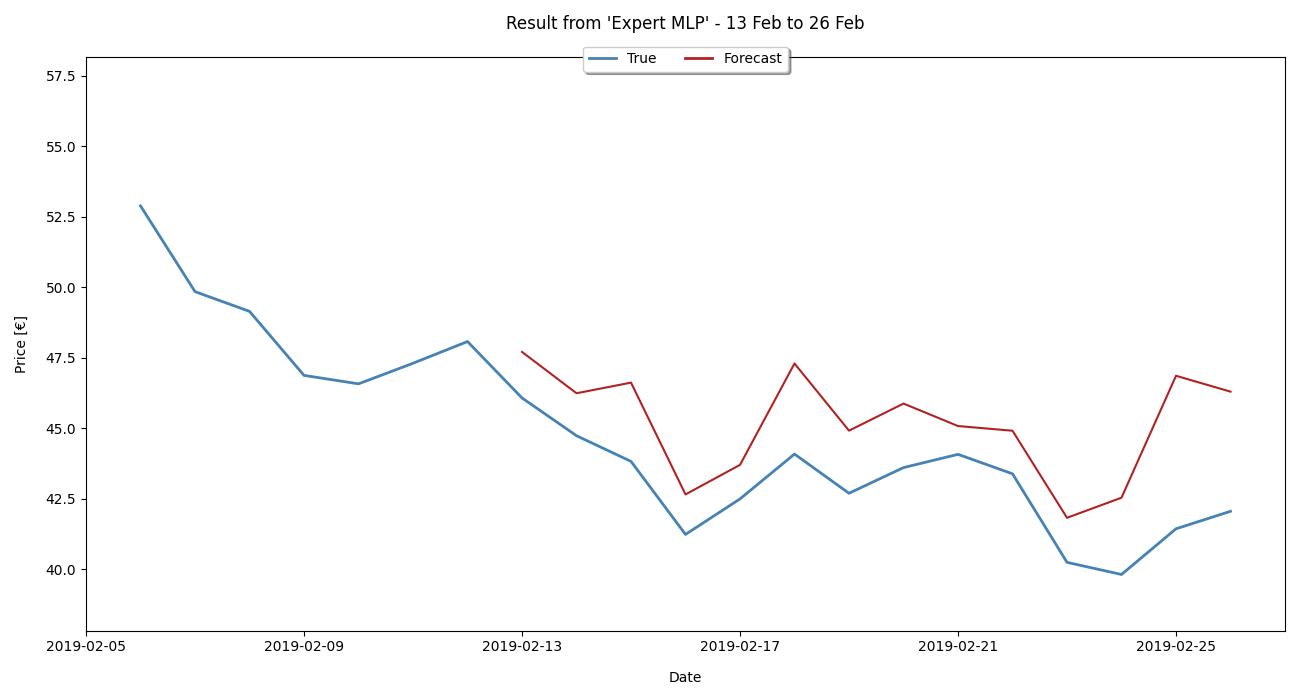 Result from 'Expert MLP' - 13 Feb to 26 Feb
True Forecast
57.5
55.0
52.5
50.0
47.5
45.0
42.5
40.0
Price [€]
2019-02-05 2019-02-09 2019-02-13 2019-02-17 2019-02-21 2019-02-25
Date